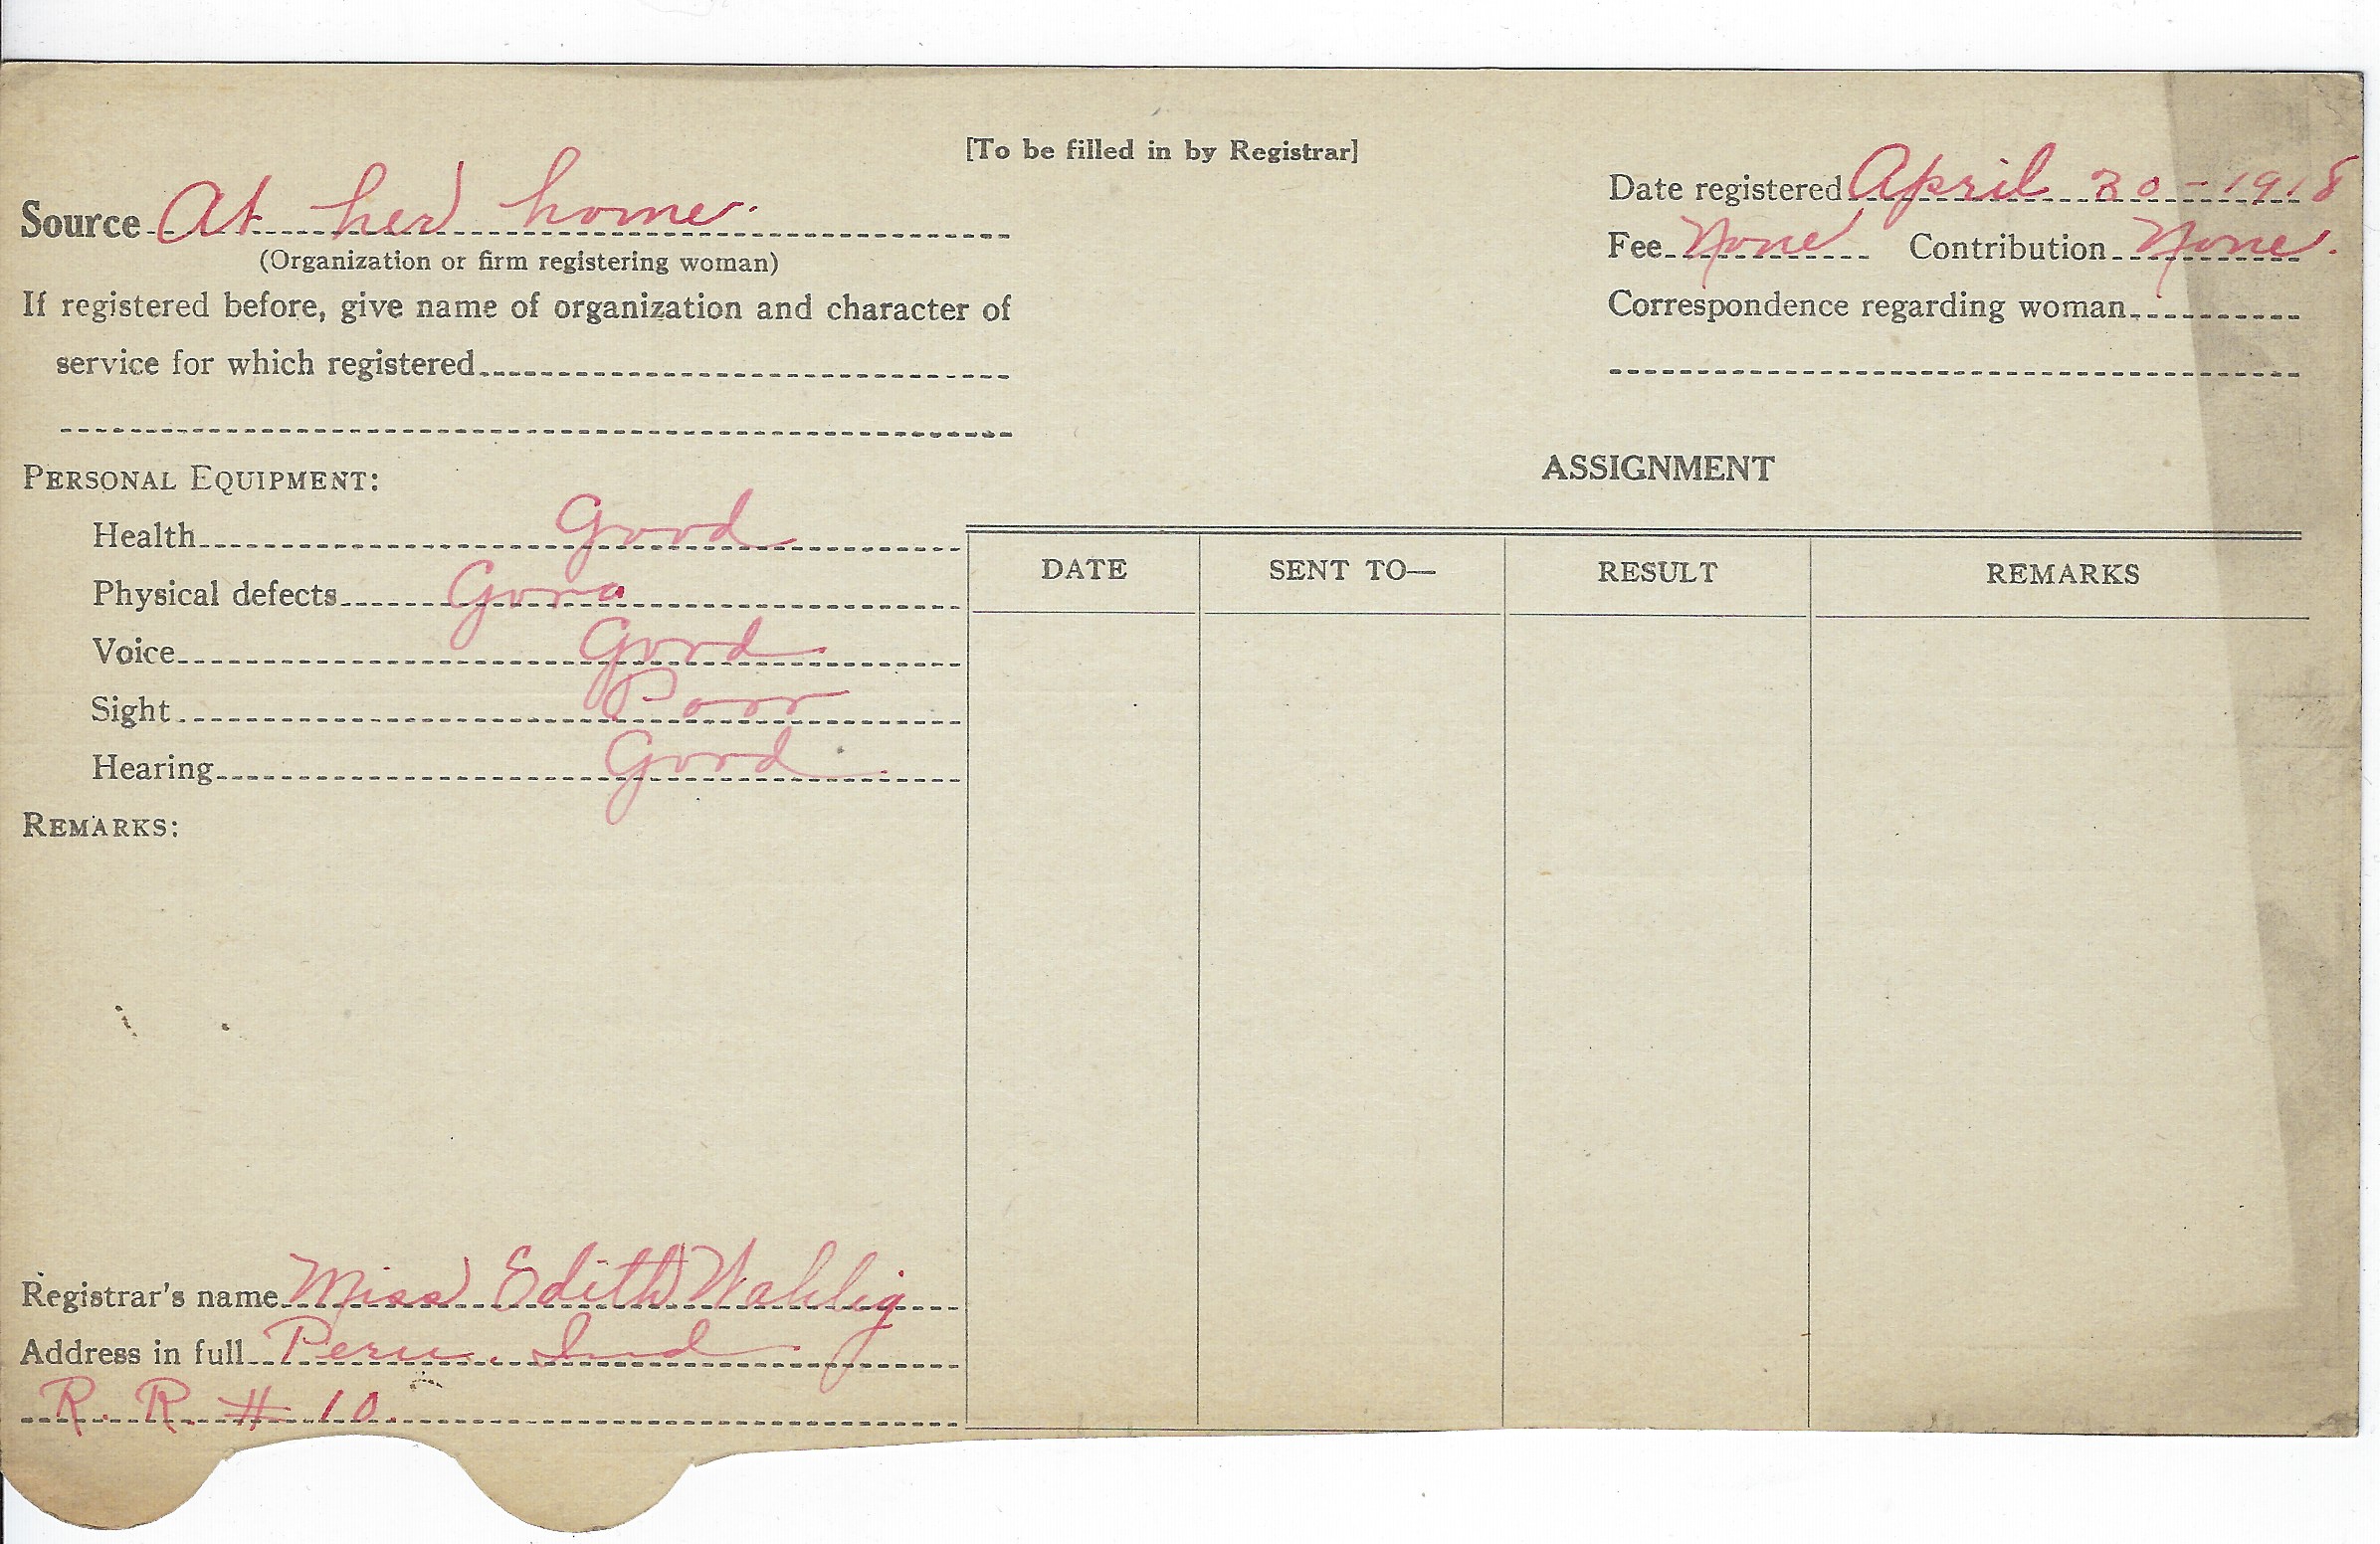 [To be filled in by Registrar]
Source At her home.
(Organization or firm registering woman)
If registered before, give name of organization and character of
service for which registered
Date registered April 30-1918
Fee None Contribution None.
Correspondence regarding woman
PERSONAL EQUIPMENT:
Health Good
Physical defects
Voice Good
Sight Poor
Hearing Good
REMARKS:
ASSIGNMENT
DATE SENT TO— RESULT REMARKS
Registrar's name Miss Edith Wahlig
Address in full Peru. Ind
R. R. # 10.